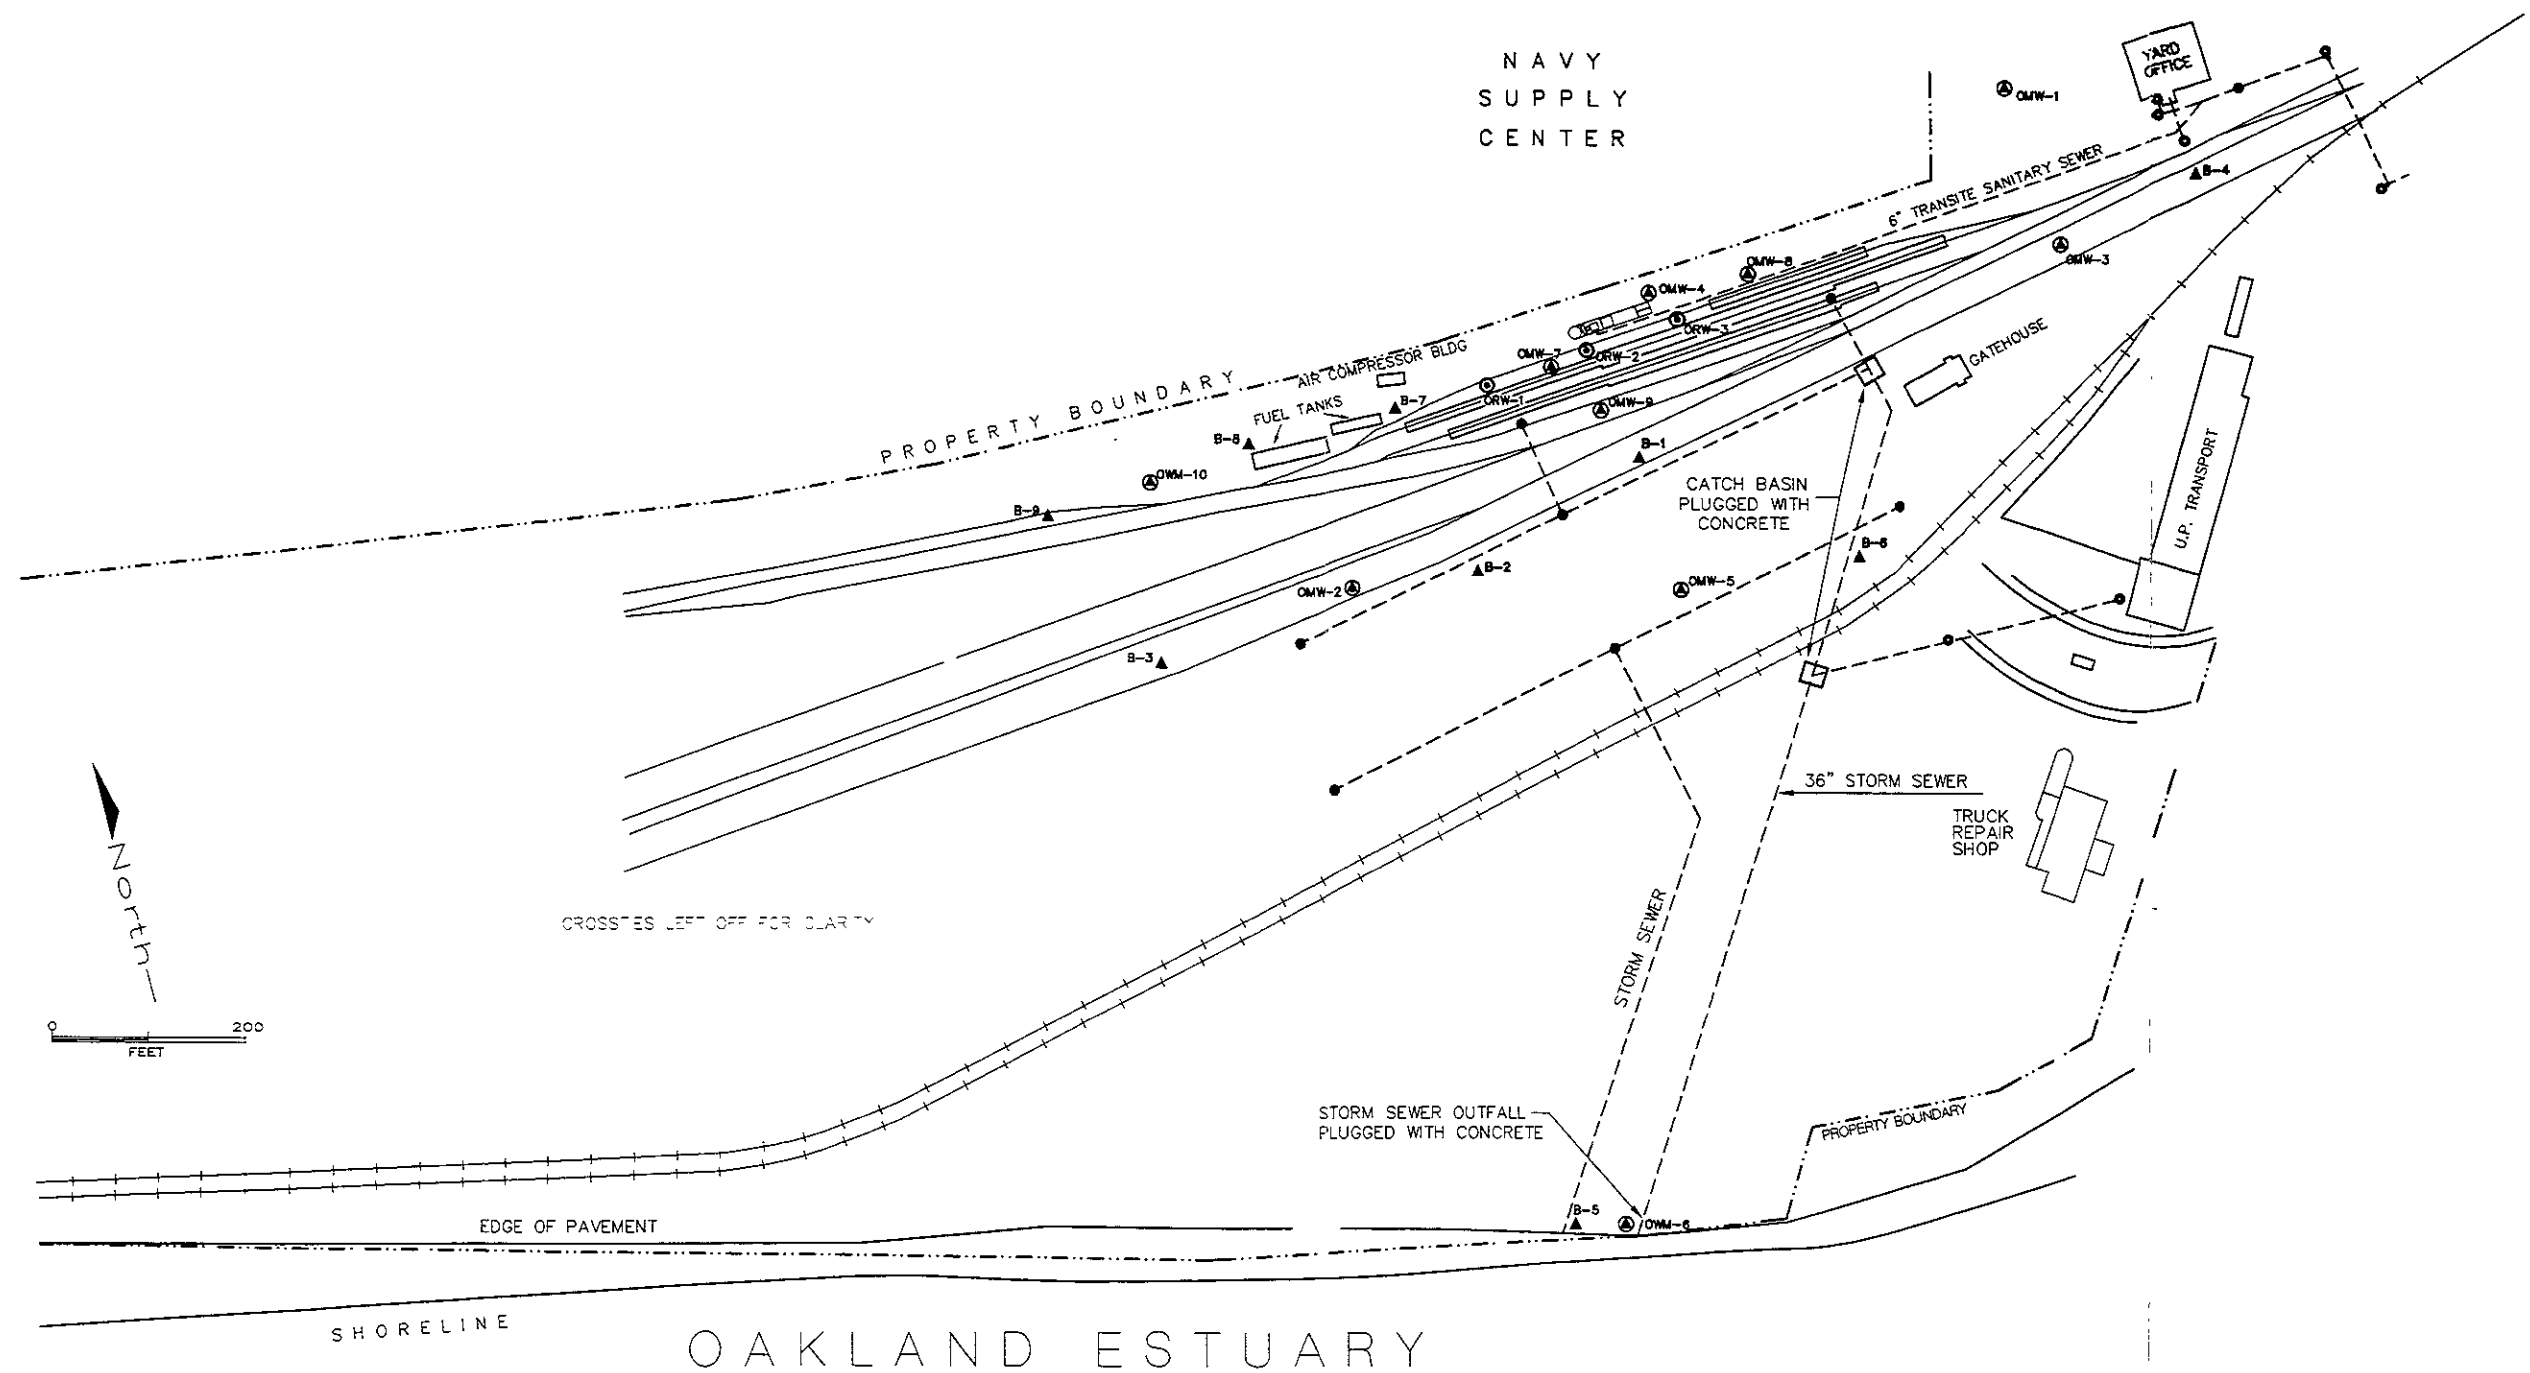 NAVY
SUPPLY
CENTER
YARD
OFFICE
OMW-1
6" TRANSITE SANITARY SEWER
B-4
OMW-3
OMW-8
OMW-4
ORW-3
OMW-7
ORW-2
GATEHOUSE
AIR COMPRESSOR BLDG
PROPERTY BOUNDARY
ORW-1
OMW-9
B-7
FUEL TANKS
B-8
B-1
OWM-10
B-9
CATCH BASIN
PLUGGED WITH
CONCRETE
U.P. TRANSPORT
B-6
B-2
OMW-5
OMW-2
B-3
36" STORM SEWER
TRUCK
REPAIR
SHOP
North
CROSSTIES LEFT OFF FOR CLARITY
STORM SEWER
0 200
FEET
STORM SEWER OUTFALL
PLUGGED WITH CONCRETE
PROPERTY BOUNDARY
B-5
OWM-6
EDGE OF PAVEMENT
SHORELINE
OAKLAND ESTUARY